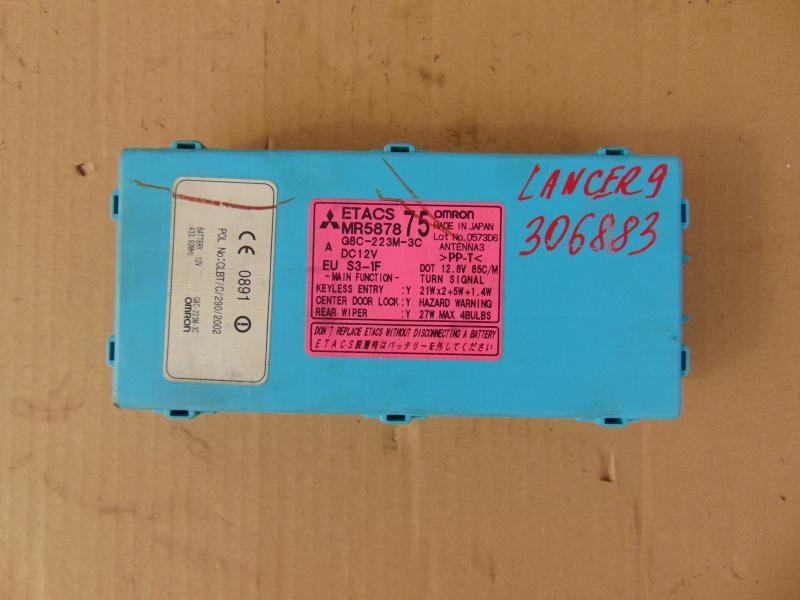 LANCER 9
306883
ETACS 75 OMRON
MR5878 MADE IN JAPAN
G8C-223M-3C Lot No. 0573D6
A DC12V ANTENNA3
EU S3-1F >PP-T<
-MAIN FUNCTION- DOT 12.8V 85C/M
TURN SIGNAL
KEYLESS ENTRY :Y 21W×2+5W+1.4W
CENTER DOOR LOCK :Y HAZARD WARNING
REAR WIPER :Y 27W MAX 4BULBS
DON'T REPLACE ETACS WITHOUT DISCONNECTING A BATTERY
ETACS脱着時はバッテリーを外してください
CE 0891
POL No:CLBT/C/290/2002
BATTERY 12V G8C-223M-3C
433.92MHz OMRON